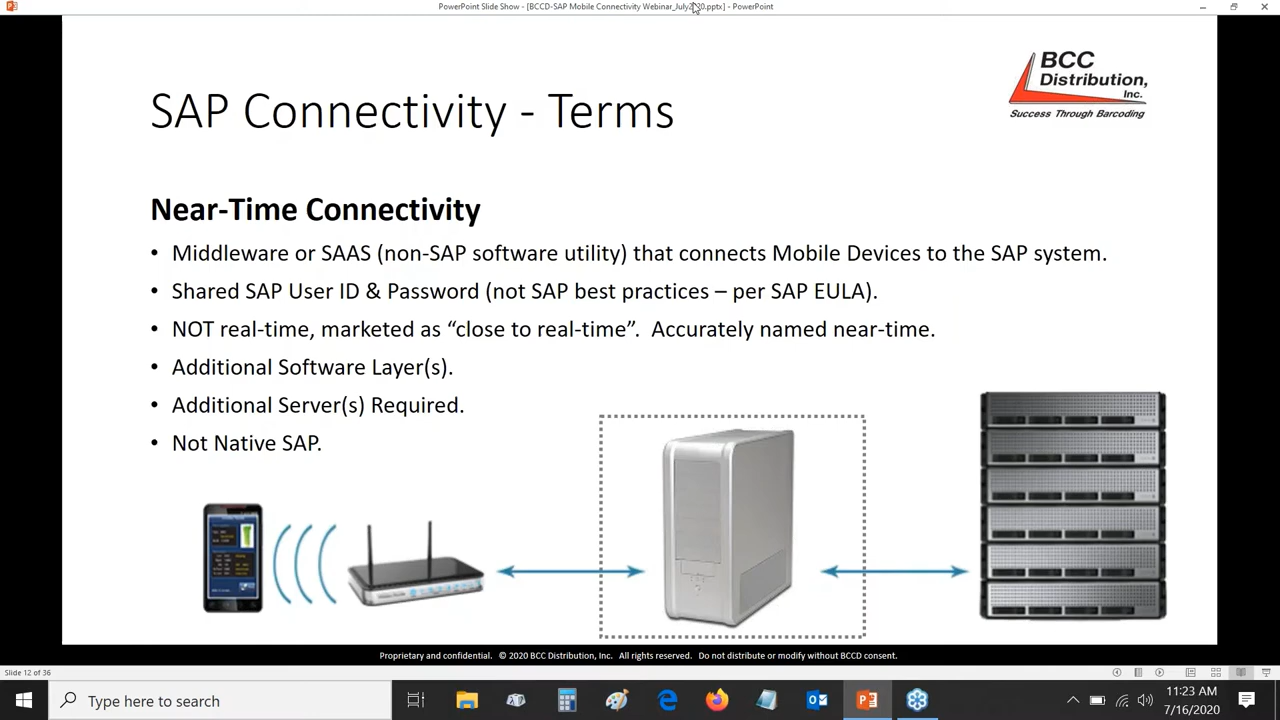 PowerPoint Slide Show - [BCCD-SAP Mobile Connectivity Webinar_July2020.pptx] - PowerPoint
BCC
Distribution,
Inc.
Success Through Barcoding
SAP Connectivity - Terms
Near-Time Connectivity
• Middleware or SAAS (non-SAP software utility) that connects Mobile Devices to the SAP system.
• Shared SAP User ID & Password (not SAP best practices – per SAP EULA).
• NOT real-time, marketed as “close to real-time”. Accurately named near-time.
• Additional Software Layer(s).
• Additional Server(s) Required.
• Not Native SAP.
Proprietary and confidential. © 2020 BCC Distribution, Inc. All rights reserved. Do not distribute or modify without BCCD consent.
Slide 12 of 36
Type here to search
11:23 AM
7/16/2020